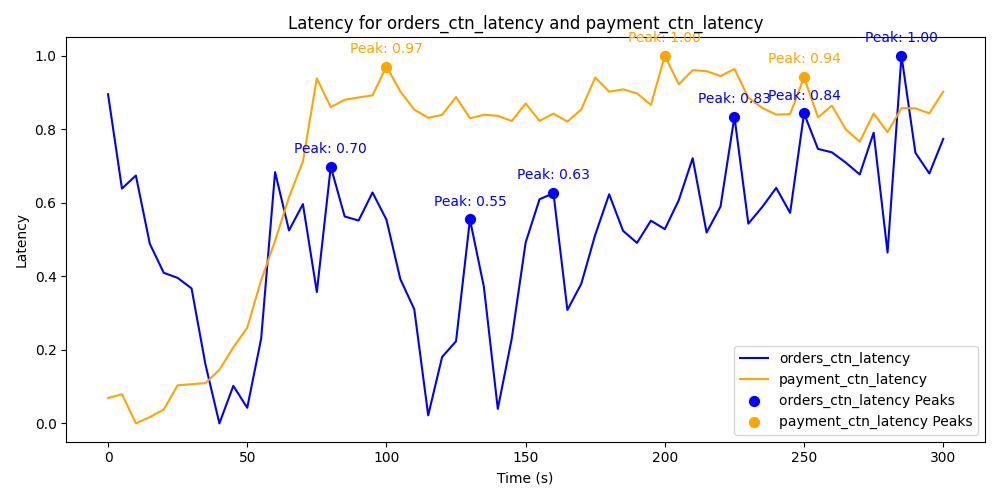 Latency for orders_ctn_latency and payment_ctn_latency
Peak: 0.97
Peak: 1.00
Peak: 1.00
Peak: 0.94
Peak: 0.83
Peak: 0.84
Peak: 0.70
Peak: 0.63
Peak: 0.55
1.0
0.8
0.6
0.4
0.2
0.0
Latency
0
50
100
150
200
250
300
Time (s)
orders_ctn_latency
payment_ctn_latency
orders_ctn_latency Peaks
payment_ctn_latency Peaks